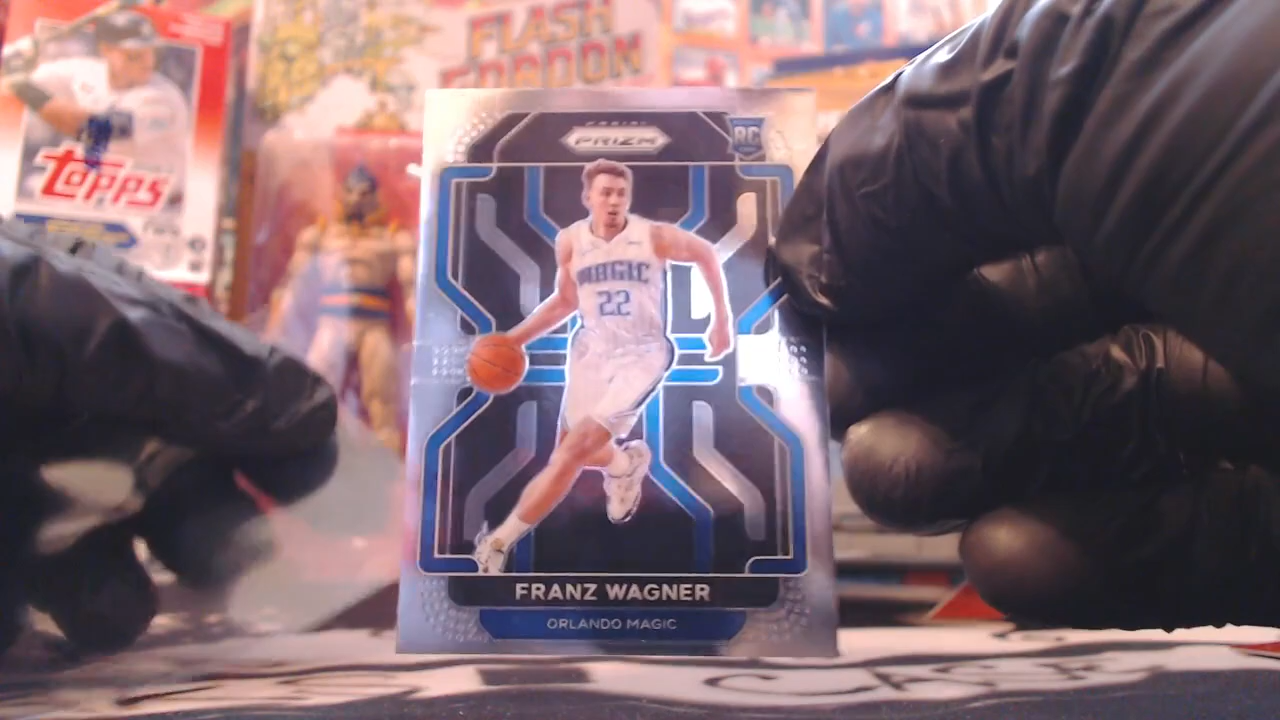 FLASH
GORDON
Topps
PANINI
PRIZM
RC
MAGIC
22
FRANZ WAGNER
ORLANDO MAGIC